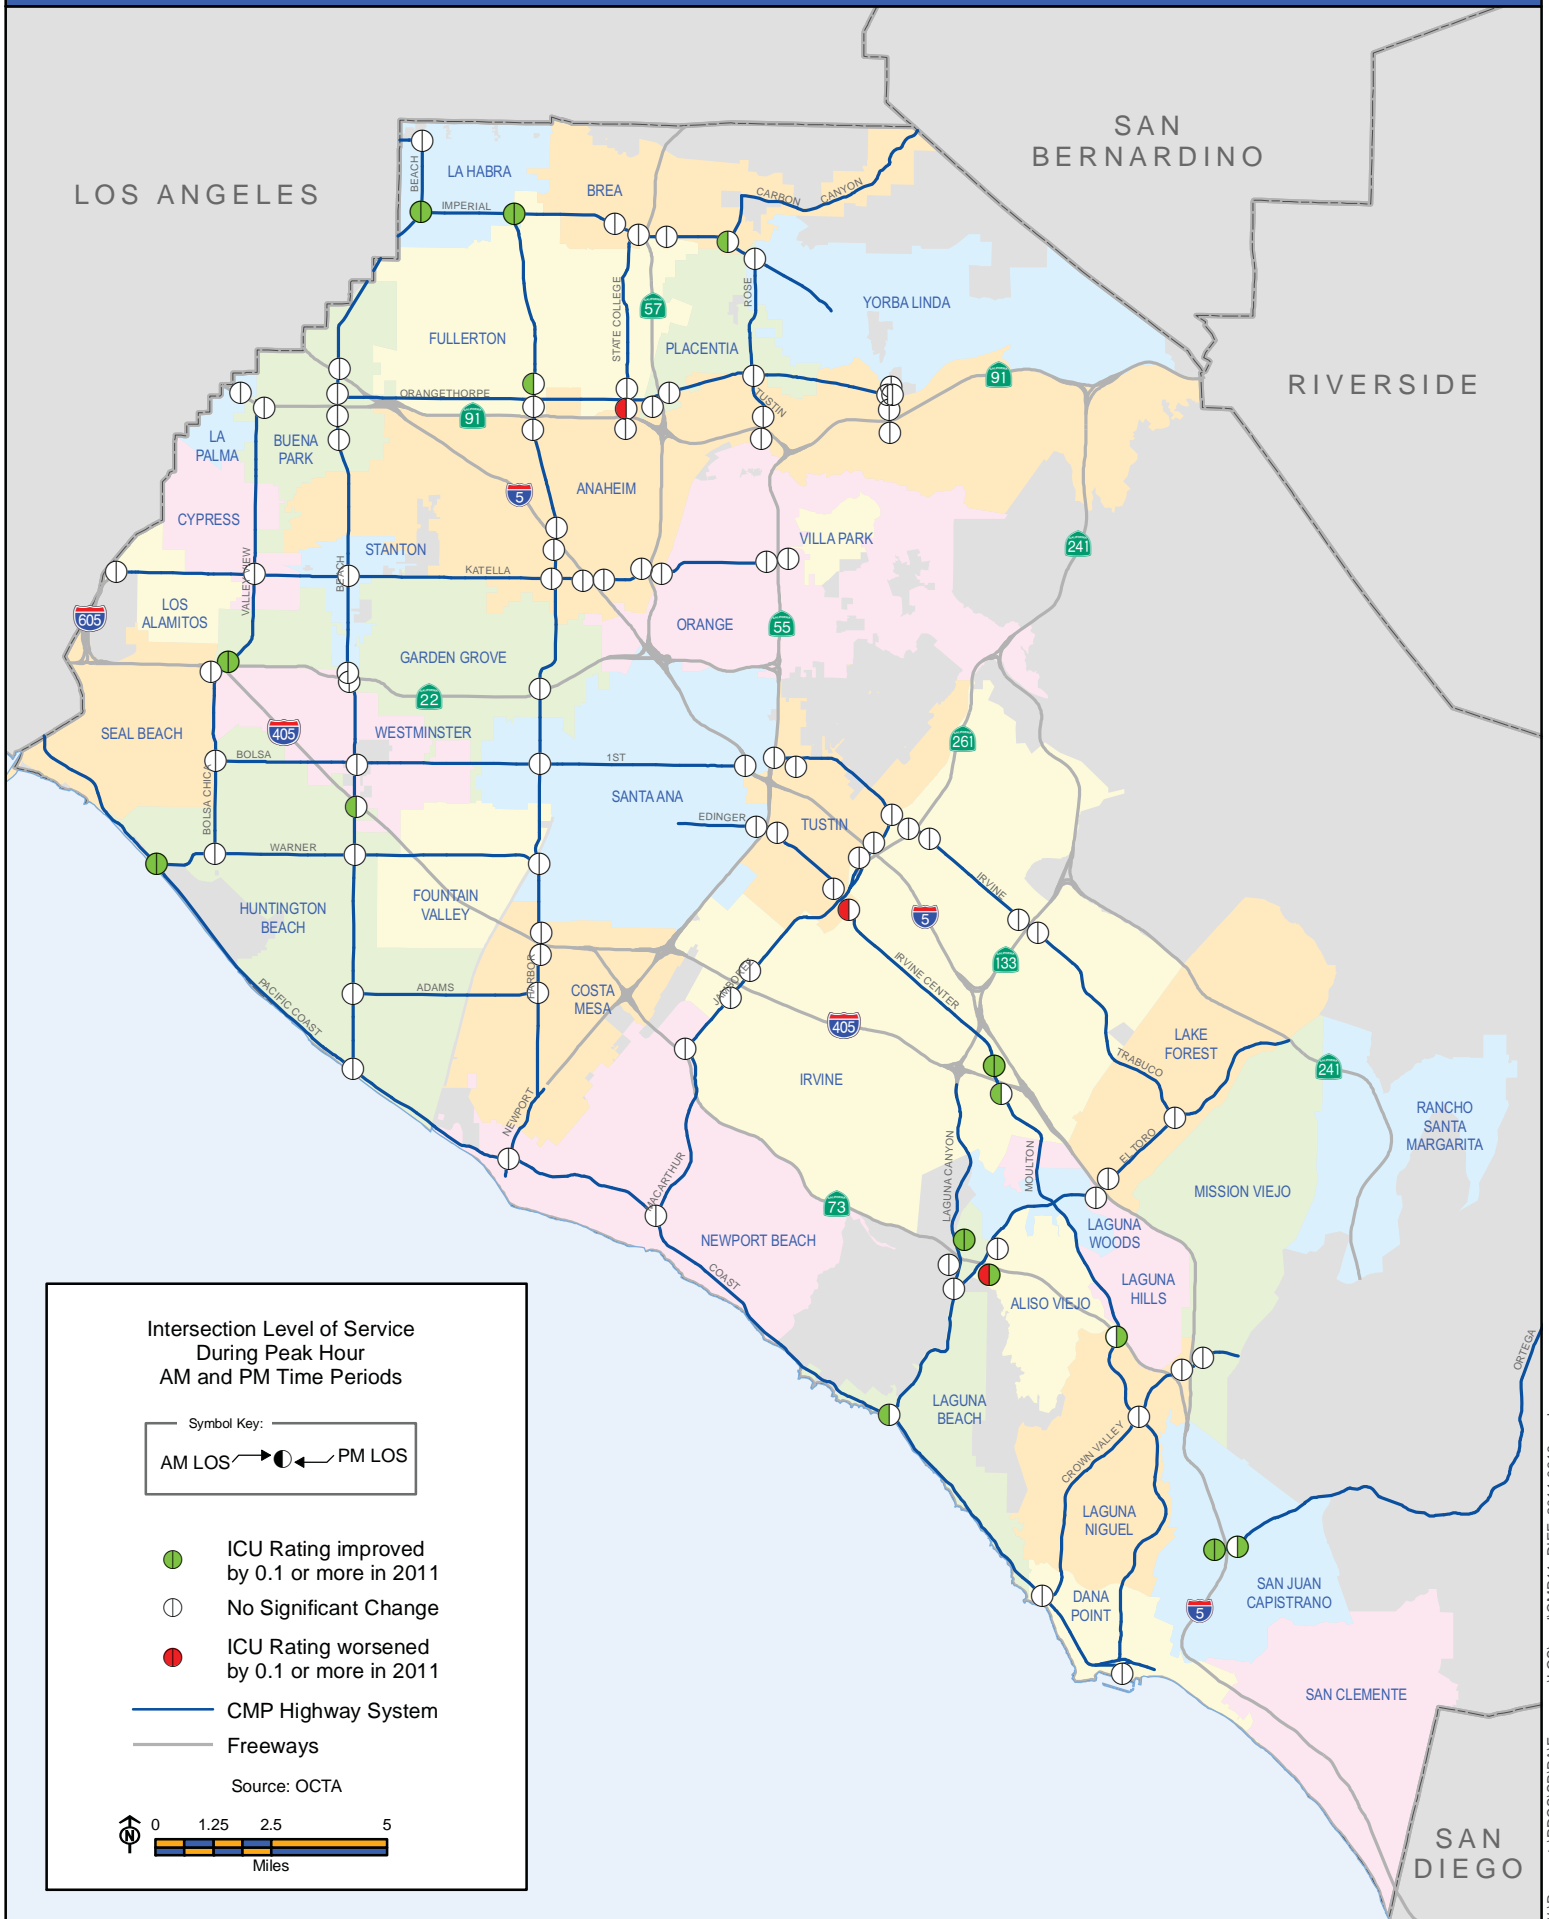 SAN
BERNARDINO
LOS ANGELES
RIVERSIDE
BEACH
LA HABRA
BREA
IMPERIAL
CARBON
CANYON
STATE COLLEGE
57
ROSE
YORBA LINDA
FULLERTON
PLACENTIA
ORANGETHORPE
91
91
TUSTIN
LA
PALMA
BUENA
PARK
5
ANAHEIM
CYPRESS
STANTON
VILLA PARK
241
VALLEY VIEW
BEACH
KATELLA
605
LOS
ALAMITOS
ORANGE
55
GARDEN GROVE
22
SEAL BEACH
405
WESTMINSTER
261
BOLSA
1ST
BOLSA CHICA
SANTA ANA
EDINGER
TUSTIN
WARNER
IRVINE
HUNTINGTON
BEACH
FOUNTAIN
VALLEY
5
133
PACIFIC COAST
ADAMS
HARBOR
COSTA
MESA
JAMBOREE
IRVINE CENTER
405
LAKE
FOREST
TRABUCO
241
IRVINE
NEWPORT
RANCHO
SANTA
MARGARITA
LAGUNA CANYON
MOULTON
EL TORO
MACARTHUR
73
MISSION VIEJO
NEWPORT BEACH
LAGUNA
WOODS
COAST
LAGUNA
HILLS
ALISO VIEJO
ORTEGA
LAGUNA
BEACH
CROWN VALLEY
LAGUNA
NIGUEL
DANA
POINT
SAN JUAN
CAPISTRANO
5
SAN CLEMENTE
SAN
DIEGO
Intersection Level of Service
During Peak Hour
AM and PM Time Periods
Symbol Key:
AM LOS
PM LOS
ICU Rating improved
by 0.1 or more in 2011
No Significant Change
ICU Rating worsened
by 0.1 or more in 2011
CMP Highway System
Freeways
Source: OCTA
N
0 1.25 2.5 5
Miles